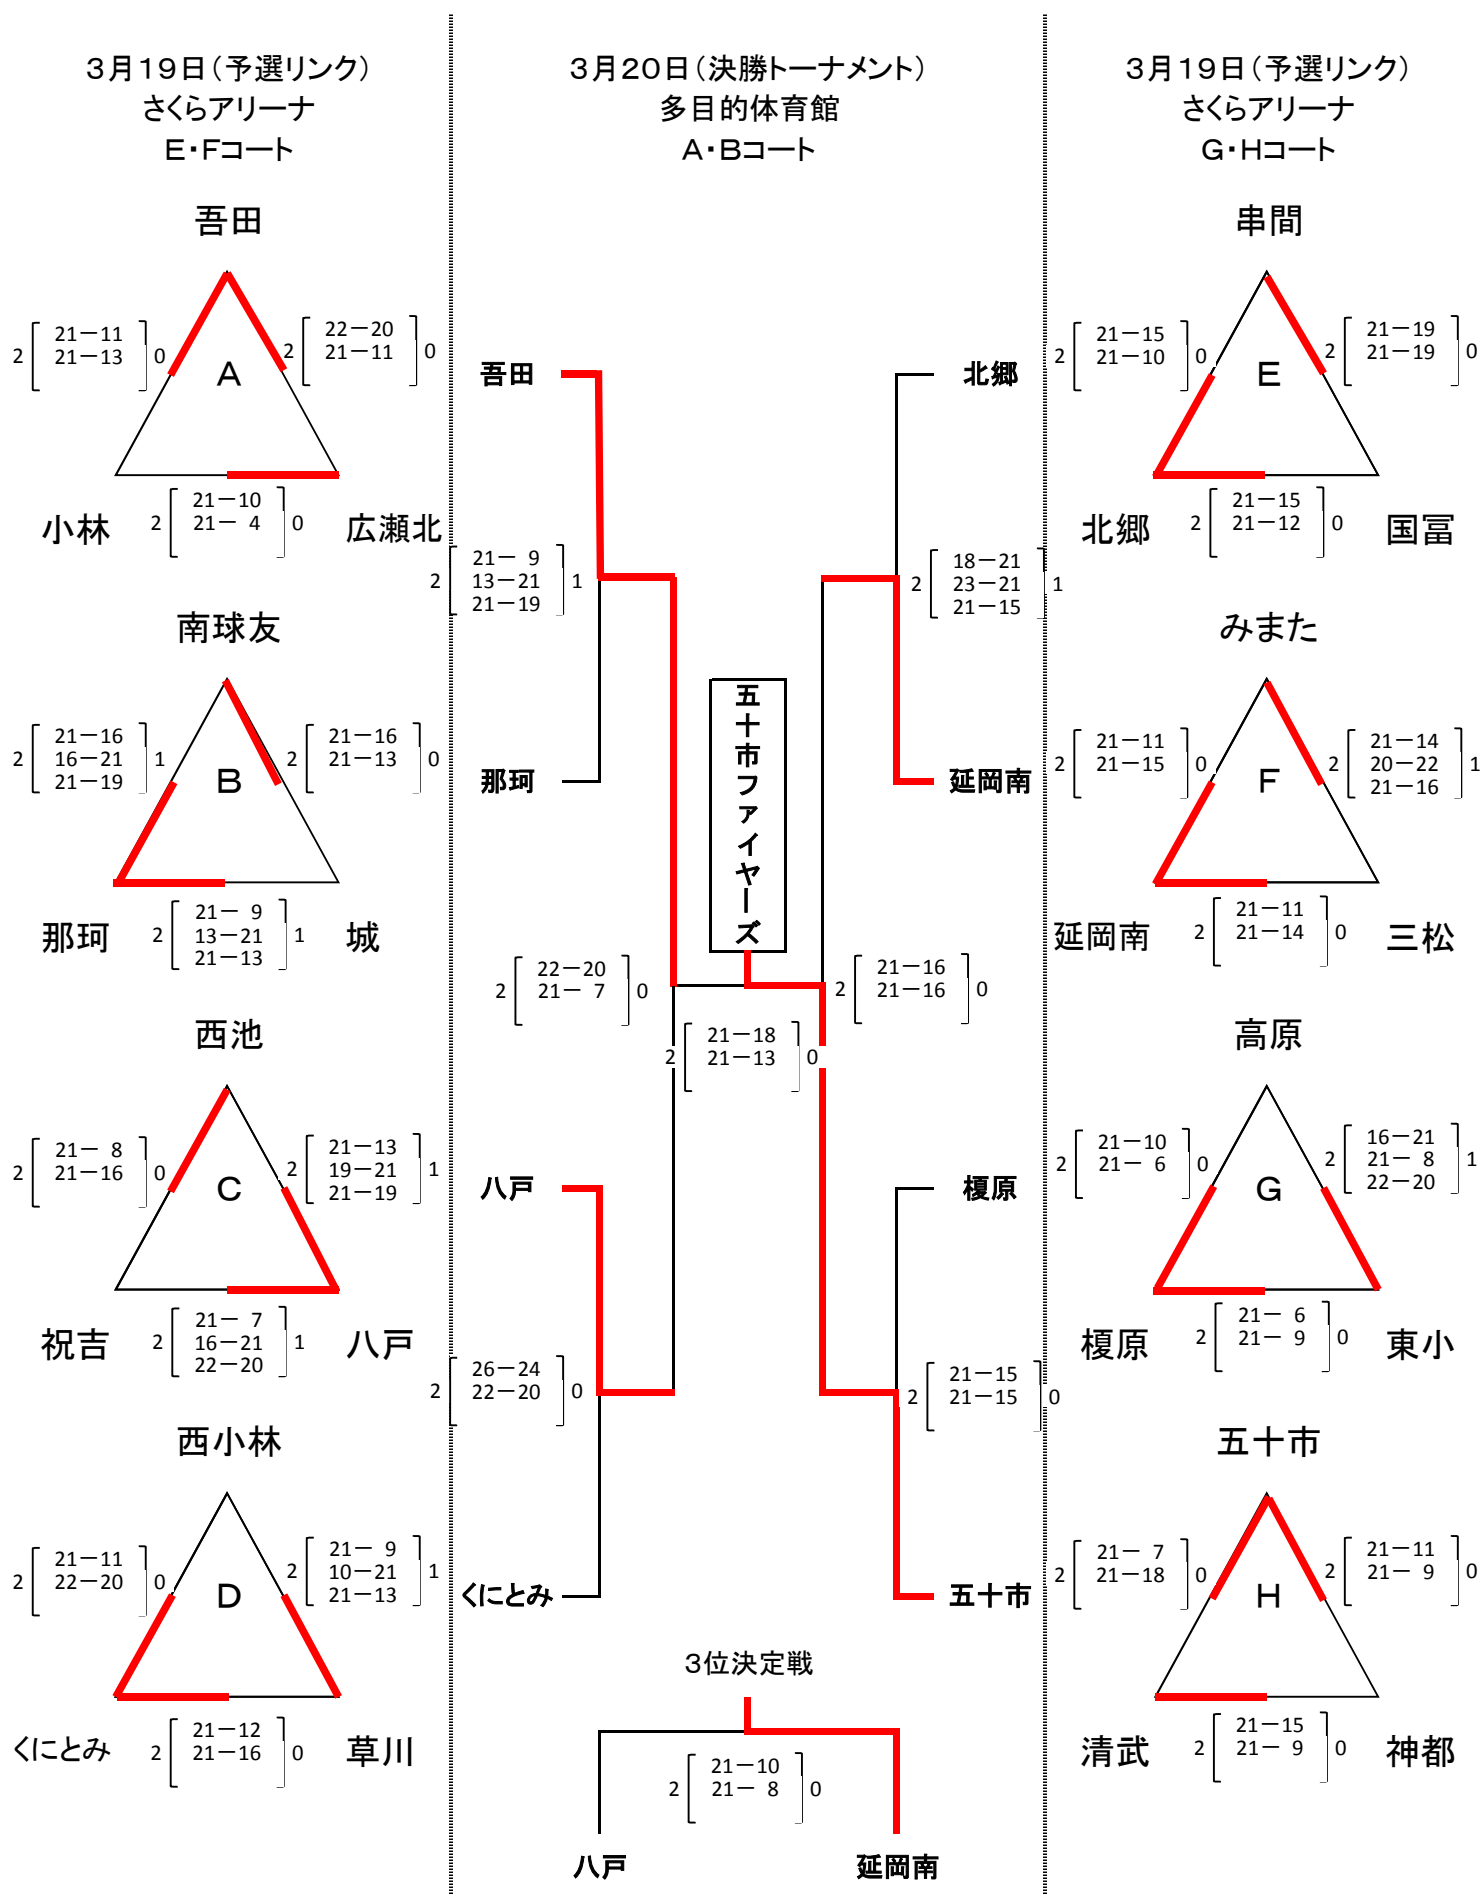 3月19日(予選リンク)
さくらアリーナ
E・Fコート
吾田
2
21－11
21－13
0
A
2
22－20
21－11
0
小林
2
21－10
21－ 4
0
広瀬北
南球友
2
21－16
16－21
21－19
1
B
2
21－16
21－13
0
那珂
2
21－ 9
13－21
21－13
1
城
西池
2
21－ 8
21－16
0
C
2
21－13
19－21
21－19
1
祝吉
2
21－ 7
16－21
22－20
1
八戸
西小林
2
21－11
22－20
0
D
2
21－ 9
10－21
21－13
1
くにとみ
2
21－12
21－16
0
草川
3月20日(決勝トーナメント)
多目的体育館
A・Bコート
吾田
北郷
2
21－ 9
13－21
21－19
1
2
18－21
23－21
21－15
1
那珂
延岡南
五十市ファイヤーズ
2
22－20
21－ 7
0
2
21－16
21－16
0
2
21－18
21－13
0
八戸
榎原
2
26－24
22－20
0
2
21－15
21－15
0
くにとみ
五十市
3位決定戦
2
21－10
21－ 8
0
八戸
延岡南
3月19日(予選リンク)
さくらアリーナ
G・Hコート
串間
2
21－15
21－10
0
E
2
21－19
21－19
0
北郷
2
21－15
21－12
0
国冨
みまた
2
21－11
21－15
0
F
2
21－14
20－22
21－16
1
延岡南
2
21－11
21－14
0
三松
高原
2
21－10
21－ 6
0
G
2
16－21
21－ 8
22－20
1
榎原
2
21－ 6
21－ 9
0
東小
五十市
2
21－ 7
21－18
0
H
2
21－11
21－ 9
0
清武
2
21－15
21－ 9
0
神都